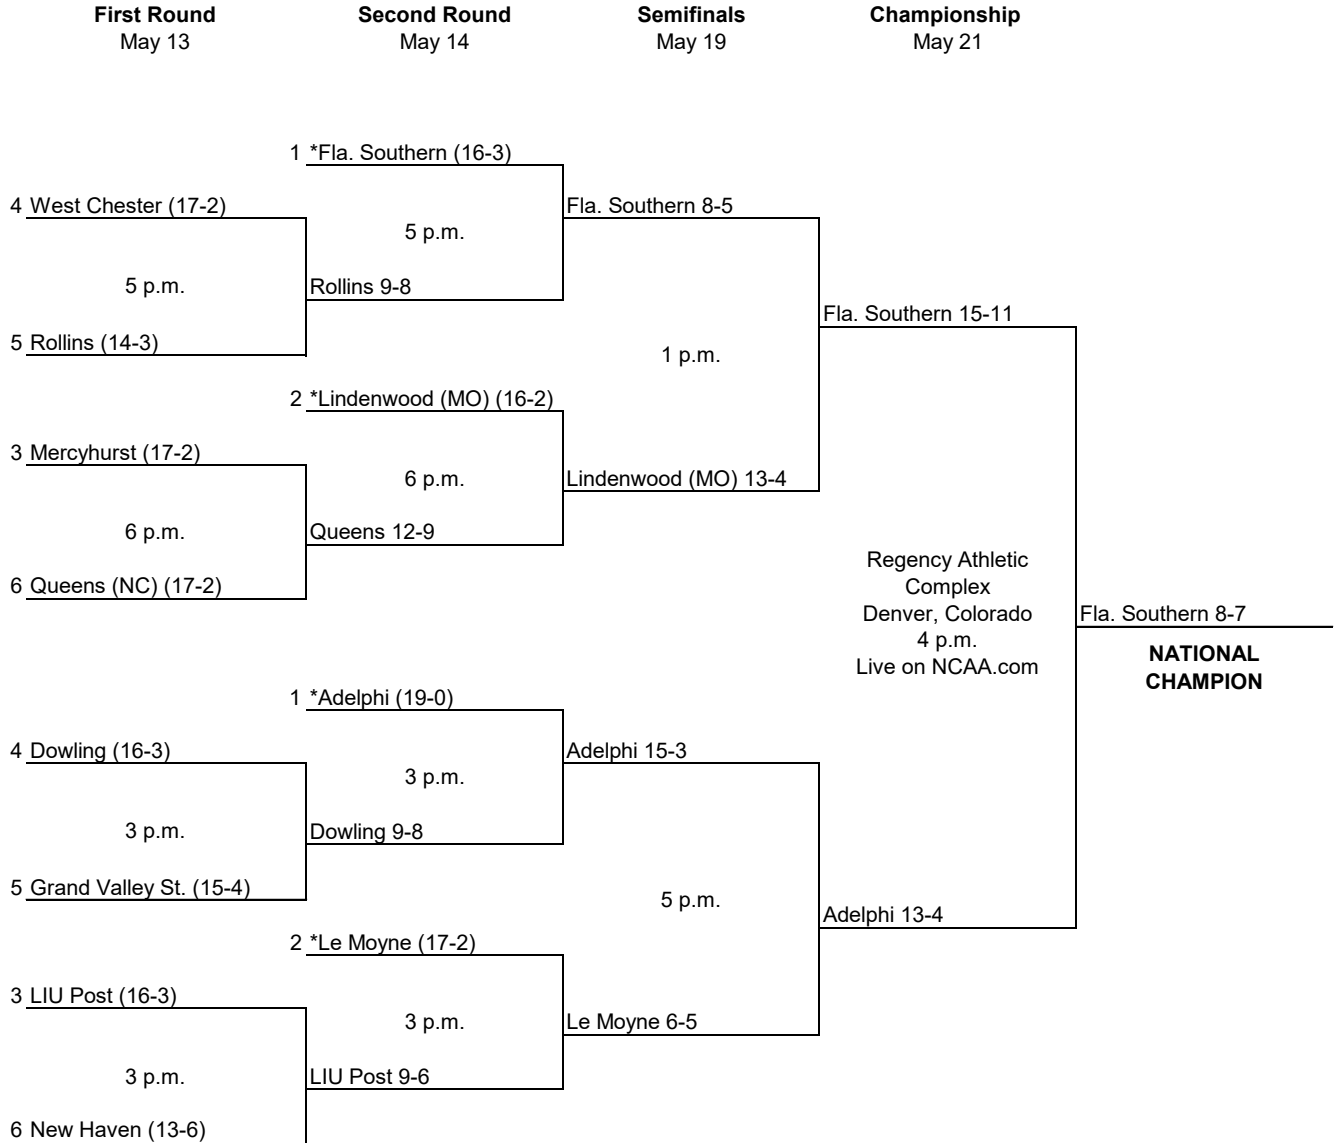 First Round
May 13
Second Round
May 14
Semifinals
May 19
Championship
May 21
1 *Fla. Southern (16-3)
4 West Chester (17-2)
Fla. Southern 8-5
5 p.m.
5 p.m.
Rollins 9-8
Fla. Southern 15-11
5 Rollins (14-3)
1 p.m.
2 *Lindenwood (MO) (16-2)
3 Mercyhurst (17-2)
6 p.m.
Lindenwood (MO) 13-4
6 p.m.
Queens 12-9
Regency Athletic
Complex
Denver, Colorado
4 p.m.
Live on NCAA.com
6 Queens (NC) (17-2)
Fla. Southern 8-7
NATIONAL
CHAMPION
1 *Adelphi (19-0)
4 Dowling (16-3)
Adelphi 15-3
3 p.m.
3 p.m.
Dowling 9-8
5 Grand Valley St. (15-4)
5 p.m.
Adelphi 13-4
2 *Le Moyne (17-2)
3 LIU Post (16-3)
3 p.m.
Le Moyne 6-5
3 p.m.
LIU Post 9-6
6 New Haven (13-6)